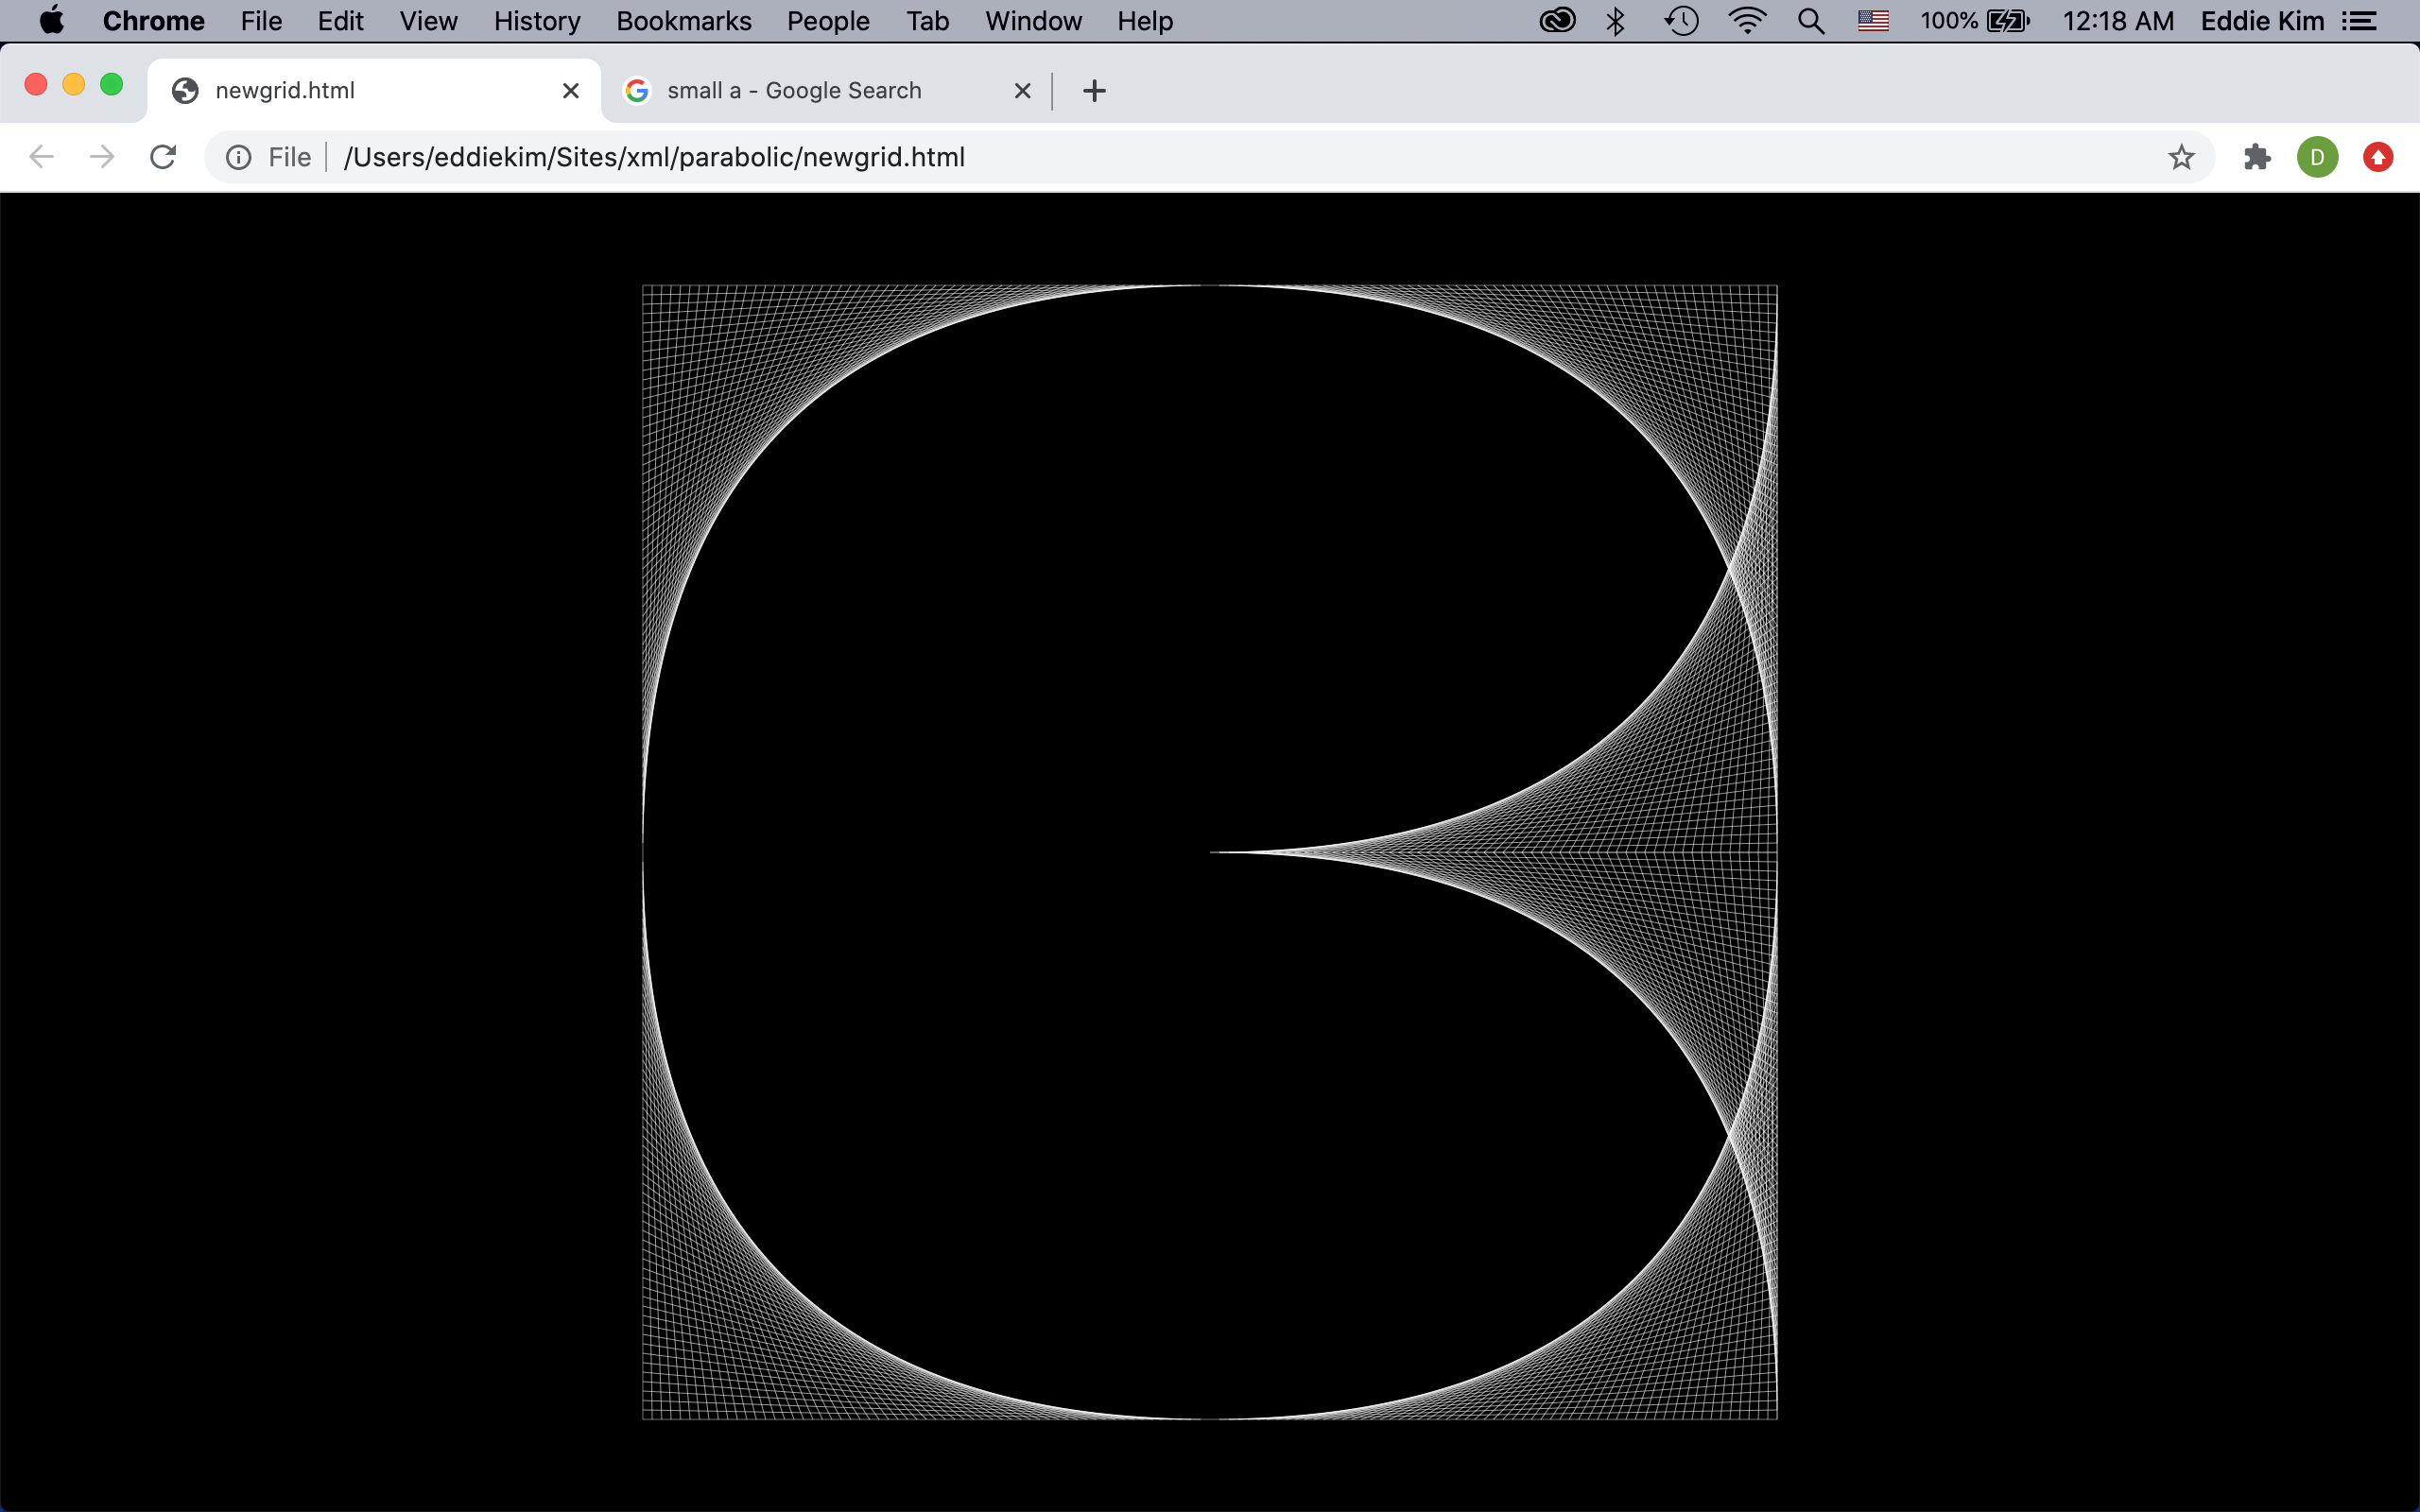 Chrome File Edit View History Bookmarks People Tab Window Help 100% 12:18 AM Eddie Kim
newgrid.html small a - Google Search
File /Users/eddiekim/Sites/xml/parabolic/newgrid.html D